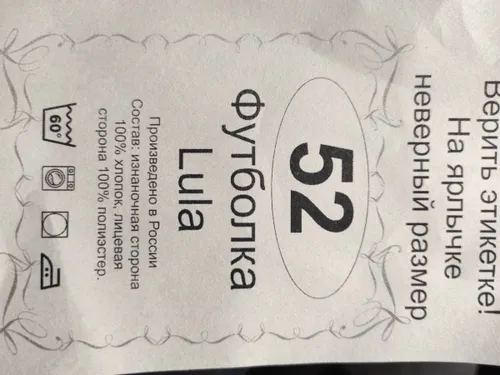 Верить этикетке!
На ярлычке
неверный размер
52
Футболка
Lula
Произведено в России
Состав: изнаночная сторона
100% хлопок, лицевая
сторона 100% полиэстер.
60°